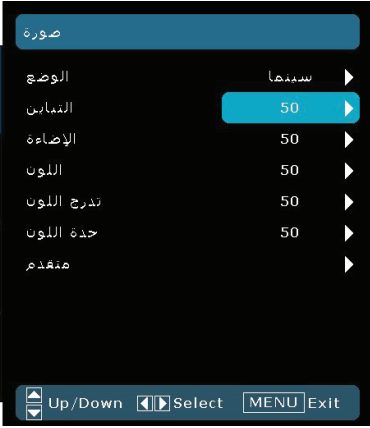 صورة
الوضع سينما
التباين 50
الإضاءة 50
اللون 50
تدرج اللون 50
حدة اللون 50
متقدم
Up/Down Select MENU Exit